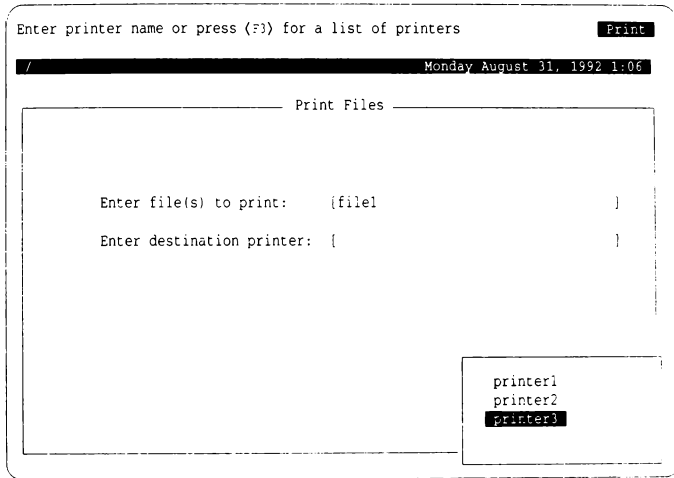 Enter printer name or press ⟨F3⟩ for a list of printers Print
/ Monday August 31, 1992 1:06
Print Files
Enter file(s) to print: [file1 ]
Enter destination printer: [ ]
printer1
printer2
printer3